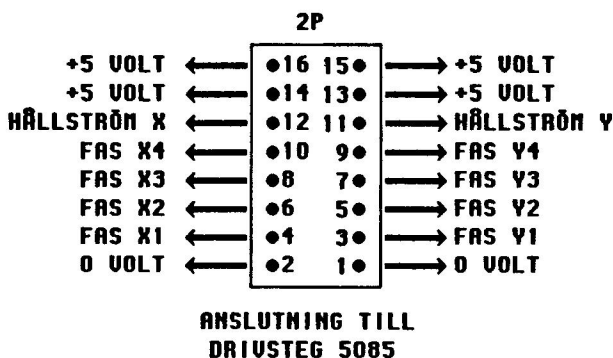 2P
+5 VOLT 16 15 +5 VOLT
+5 VOLT 14 13 +5 VOLT
HÅLLSTRÖM X 12 11 HÅLLSTRÖM Y
FAS X4 10 9 FAS Y4
FAS X3 8 7 FAS Y3
FAS X2 6 5 FAS Y2
FAS X1 4 3 FAS Y1
0 VOLT 2 1 0 VOLT
ANSLUTNING TILL
DRIVSTEG 5085